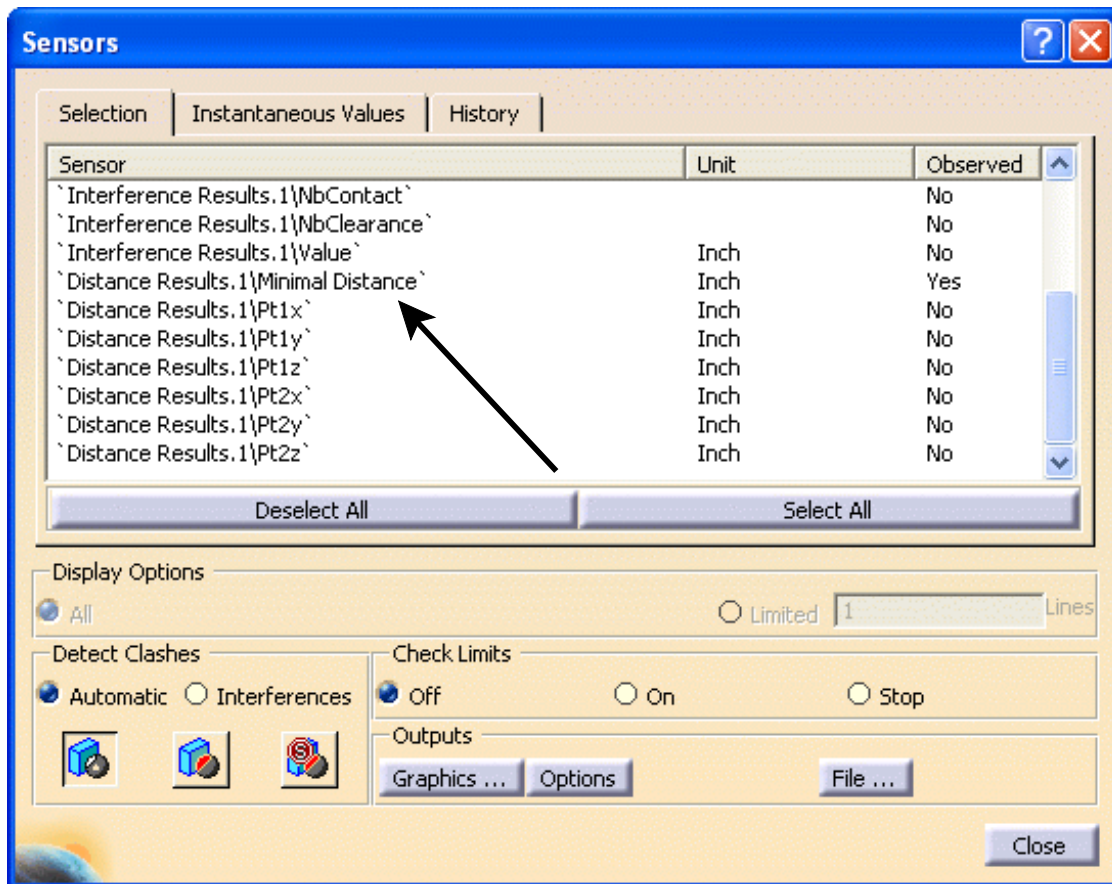 Sensors
Selection Instantaneous Values History
Sensor Unit Observed
`Interference Results.1\NbContact` No
`Interference Results.1\NbClearance` No
`Interference Results.1\Value` Inch No
`Distance Results.1\Minimal Distance` Inch Yes
`Distance Results.1\Pt1x` Inch No
`Distance Results.1\Pt1y` Inch No
`Distance Results.1\Pt1z` Inch No
`Distance Results.1\Pt2x` Inch No
`Distance Results.1\Pt2y` Inch No
`Distance Results.1\Pt2z` Inch No
Deselect All Select All
Display Options
All Limited 1 Lines
Detect Clashes Check Limits
Automatic Interferences Off On Stop
Outputs
Graphics ... Options File ...
Close